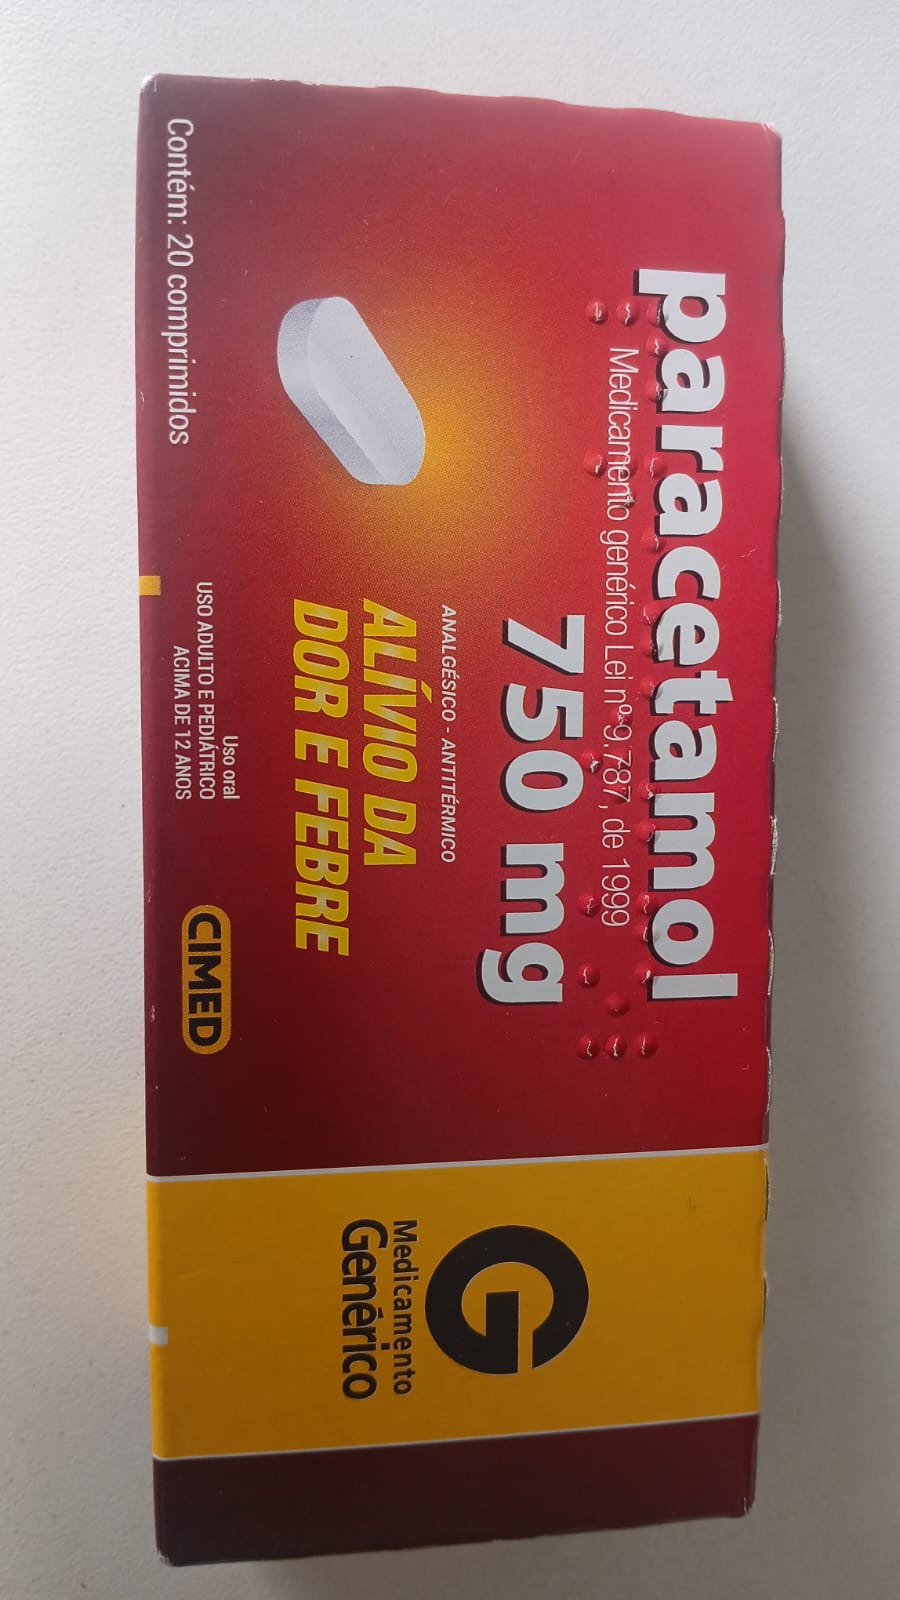 paracetamol
Medicamento genérico Lei nº 9.787, de 1999
750 mg
ANALGÉSICO - ANTITÉRMICO
ALÍVIO DA
DOR E FEBRE
Uso oral
USO ADULTO E PEDIÁTRICO
ACIMA DE 12 ANOS
Contém: 20 comprimidos
CIMED
G
Medicamento
Genérico